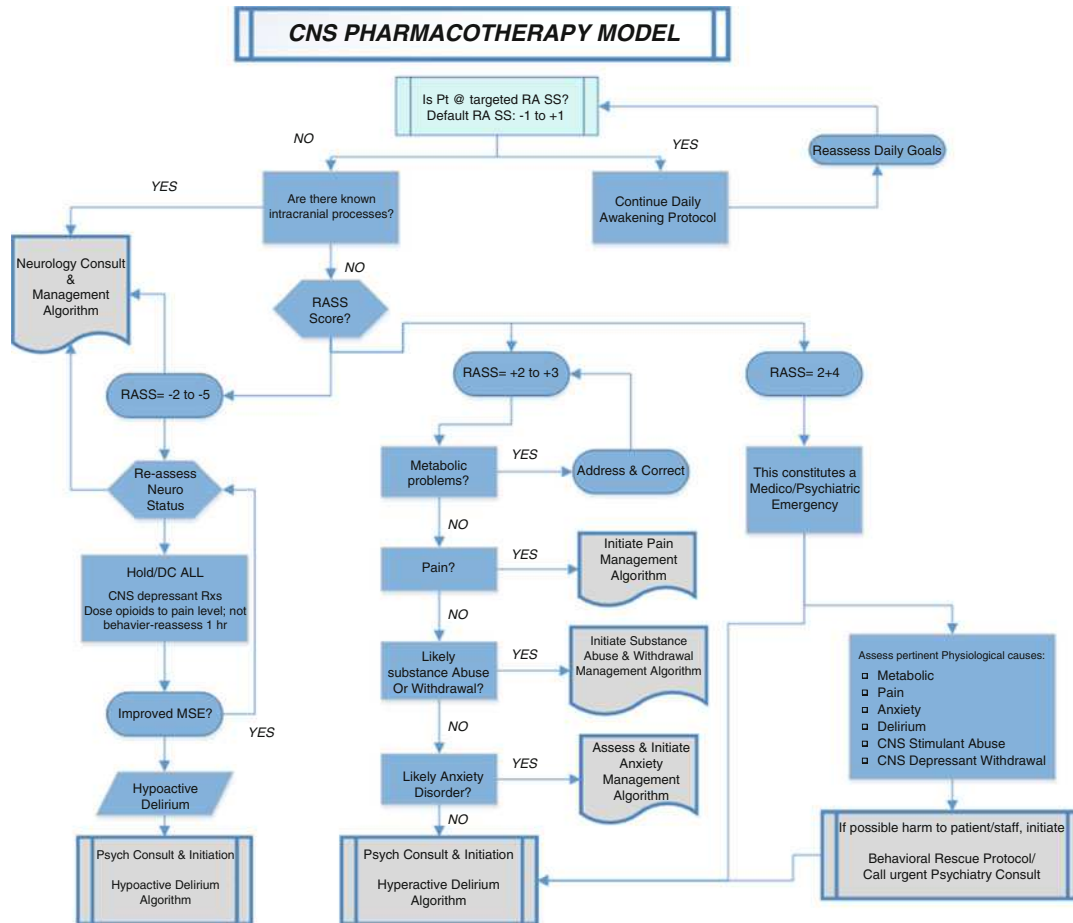 CNS PHARMACOTHERAPY MODEL
Is Pt @ targeted RA SS?
Default RA SS: -1 to +1
NO
YES
Reassess Daily Goals
YES
Are there known
intracranial processes?
Continue Daily
Awakening Protocol
Neurology Consult
&
Management
Algorithm
NO
RASS
Score?
RASS= -2 to -5
RASS= +2 to +3
RASS= 2+4
Re-assess
Neuro
Status
Metabolic
problems?
YES
Address & Correct
This constitutes a
Medico/Psychiatric
Emergency
NO
Hold/DC ALL
CNS depressant Rxs
Dose opioids to pain level; not
behavior-reassess 1 hr
Pain?
YES
Initiate Pain
Management
Algorithm
NO
Likely
substance Abuse
Or Withdrawal?
YES
Initiate Substance
Abuse & Withdrawal
Management Algorithm
Assess pertinent Physiological causes:
Metabolic
Pain
Anxiety
Delirium
CNS Stimulant Abuse
CNS Depressant Withdrawal
Improved MSE?
YES
NO
Likely Anxiety
Disorder?
YES
Assess & Initiate
Anxiety
Management
Algorithm
Hypoactive
Delirium
NO
Psych Consult & Initiation
Hypoactive Delirium
Algorithm
Psych Consult & Initiation
Hyperactive Delirium
Algorithm
If possible harm to patient/staff, initiate
Behavioral Rescue Protocol/
Call urgent Psychiatry Consult